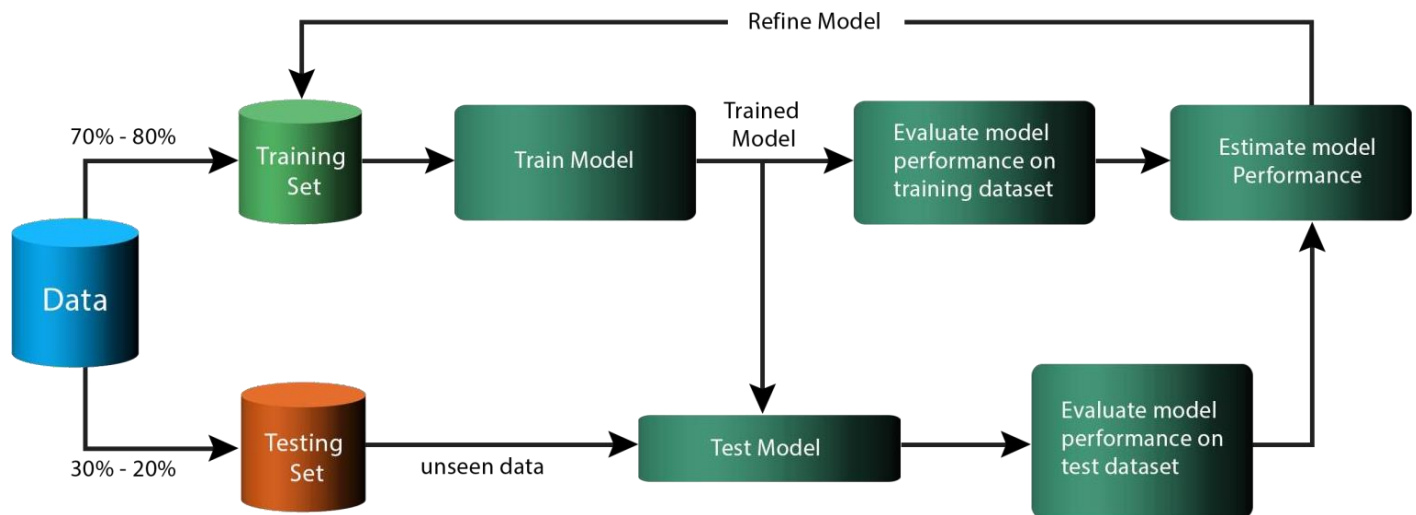 Refine Model
70% - 80%
Training
Set
Train Model
Trained
Model
Evaluate model
performance on
training dataset
Estimate model
Performance
Data
30% - 20%
Testing
Set
unseen data
Test Model
Evaluate model
performance on
test dataset